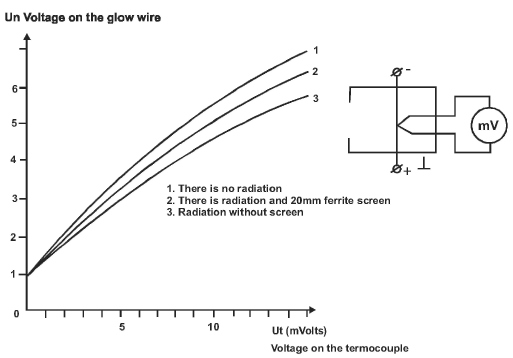 Un Voltage on the glow wire
1
2
3
6
5
4
3
2
1
0
5
10
1. There is no radiation
2. There is radiation and 20mm ferrite screen
3. Radiation without screen
Ut (mVolts)
Voltage on the termocouple
-
mV
+